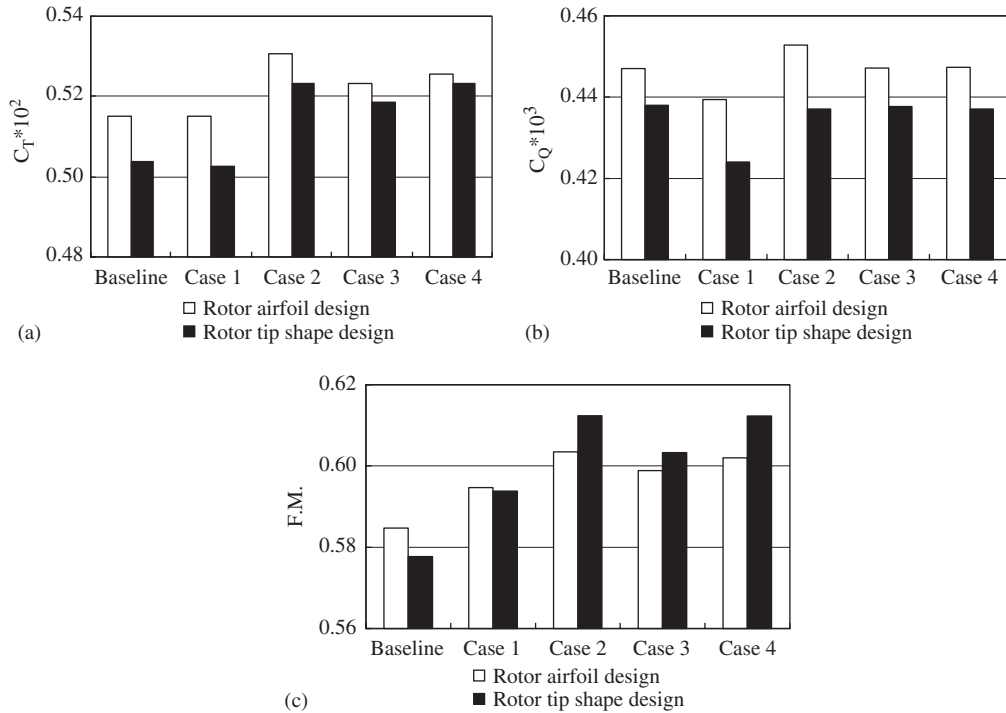 0.54
0.52
0.50
0.48
C_T*10^2
Baseline Case 1 Case 2 Case 3 Case 4
Rotor airfoil design
Rotor tip shape design
(a)
0.46
0.44
0.42
0.40
C_Q*10^3
Baseline Case 1 Case 2 Case 3 Case 4
Rotor airfoil design
Rotor tip shape design
(b)
0.62
0.60
0.58
0.56
F.M.
Baseline Case 1 Case 2 Case 3 Case 4
Rotor airfoil design
Rotor tip shape design
(c)